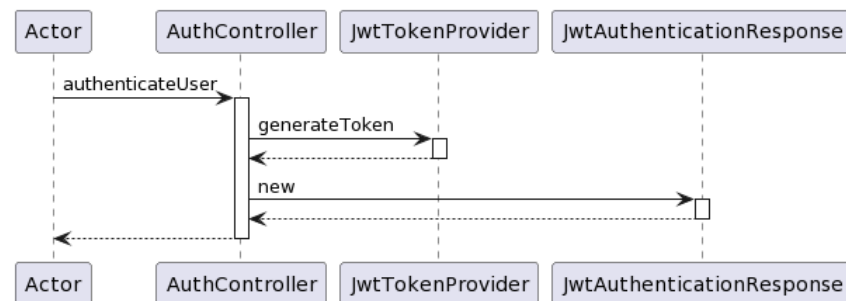 Actor AuthController JwtTokenProvider JwtAuthenticationResponse
authenticateUser
generateToken
new
Actor AuthController JwtTokenProvider JwtAuthenticationResponse